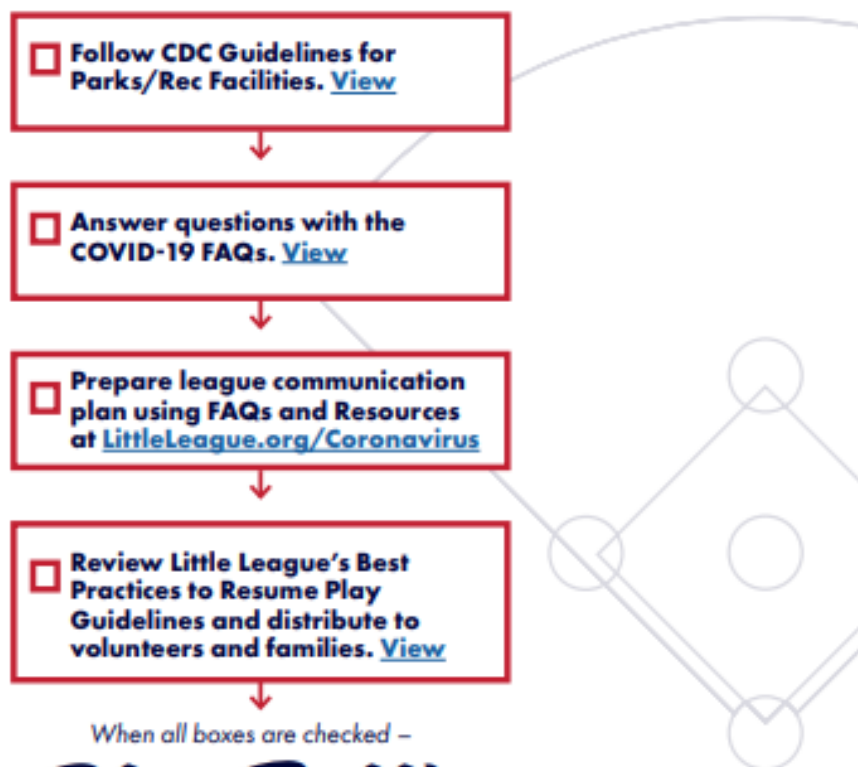 Follow CDC Guidelines for
Parks/Rec Facilities. View
Answer questions with the
COVID-19 FAQs. View
Prepare league communication
plan using FAQs and Resources
at LittleLeague.org/Coronavirus
Review Little League’s Best
Practices to Resume Play
Guidelines and distribute to
volunteers and families. View
When all boxes are checked –